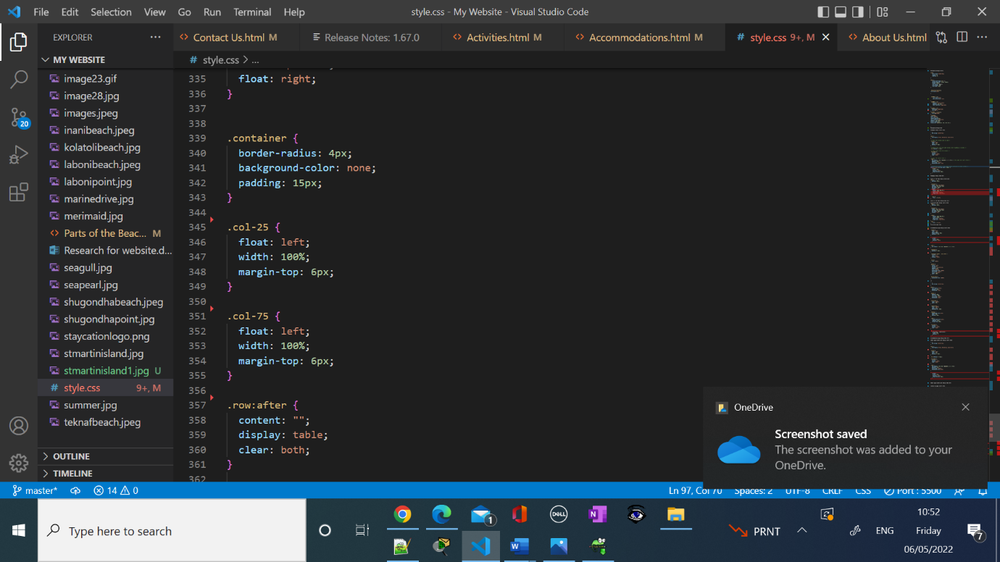 File Edit Selection View Go Run Terminal Help style.css - My Website - Visual Studio Code
EXPLORER ··· <> Contact Us.html M Release Notes: 1.67.0 <> Activities.html M <> Accommodations.html M # style.css 9+, M <> About Us.html ···
MY WEBSITE
# style.css > ...
image23.gif
image28.jpg
images.jpeg
inanibeach.jpeg
kolatolibeach.jpg
labonibeach.jpeg
labonipoint.jpg
marinedrive.jpg
merimaid.jpg
<> Parts of the Beac... M
Research for website.d...
seagull.jpg
seapearl.jpg
shugondhabeach.jpeg
shugondhapoint.jpg
staycationlogo.png
stmartinisland.jpg
stmartinisland1.jpg U
# style.css 9+, M
summer.jpg
teknafbeach.jpeg
OUTLINE
TIMELINE
20
335 float: right;
336 }
337
338
339 .container {
340 border-radius: 4px;
341 background-color: none;
342 padding: 15px;
343 }
344
345 .col-25 {
346 float: left;
347 width: 100%;
348 margin-top: 6px;
349 }
350
351 .col-75 {
352 float: left;
353 width: 100%;
354 margin-top: 6px;
355 }
356
357 .row:after {
358 content: "";
359 display: table;
360 clear: both;
361 }
362
OneDrive
Screenshot saved
The screenshot was added to your
OneDrive.
master* 14 0 Ln 97, Col 70 Spaces: 2 UTF-8 CRLF CSS Port : 5500
Type here to search
1
DELL
N
W
PRNT
ENG
10:52
Friday
06/05/2022
7